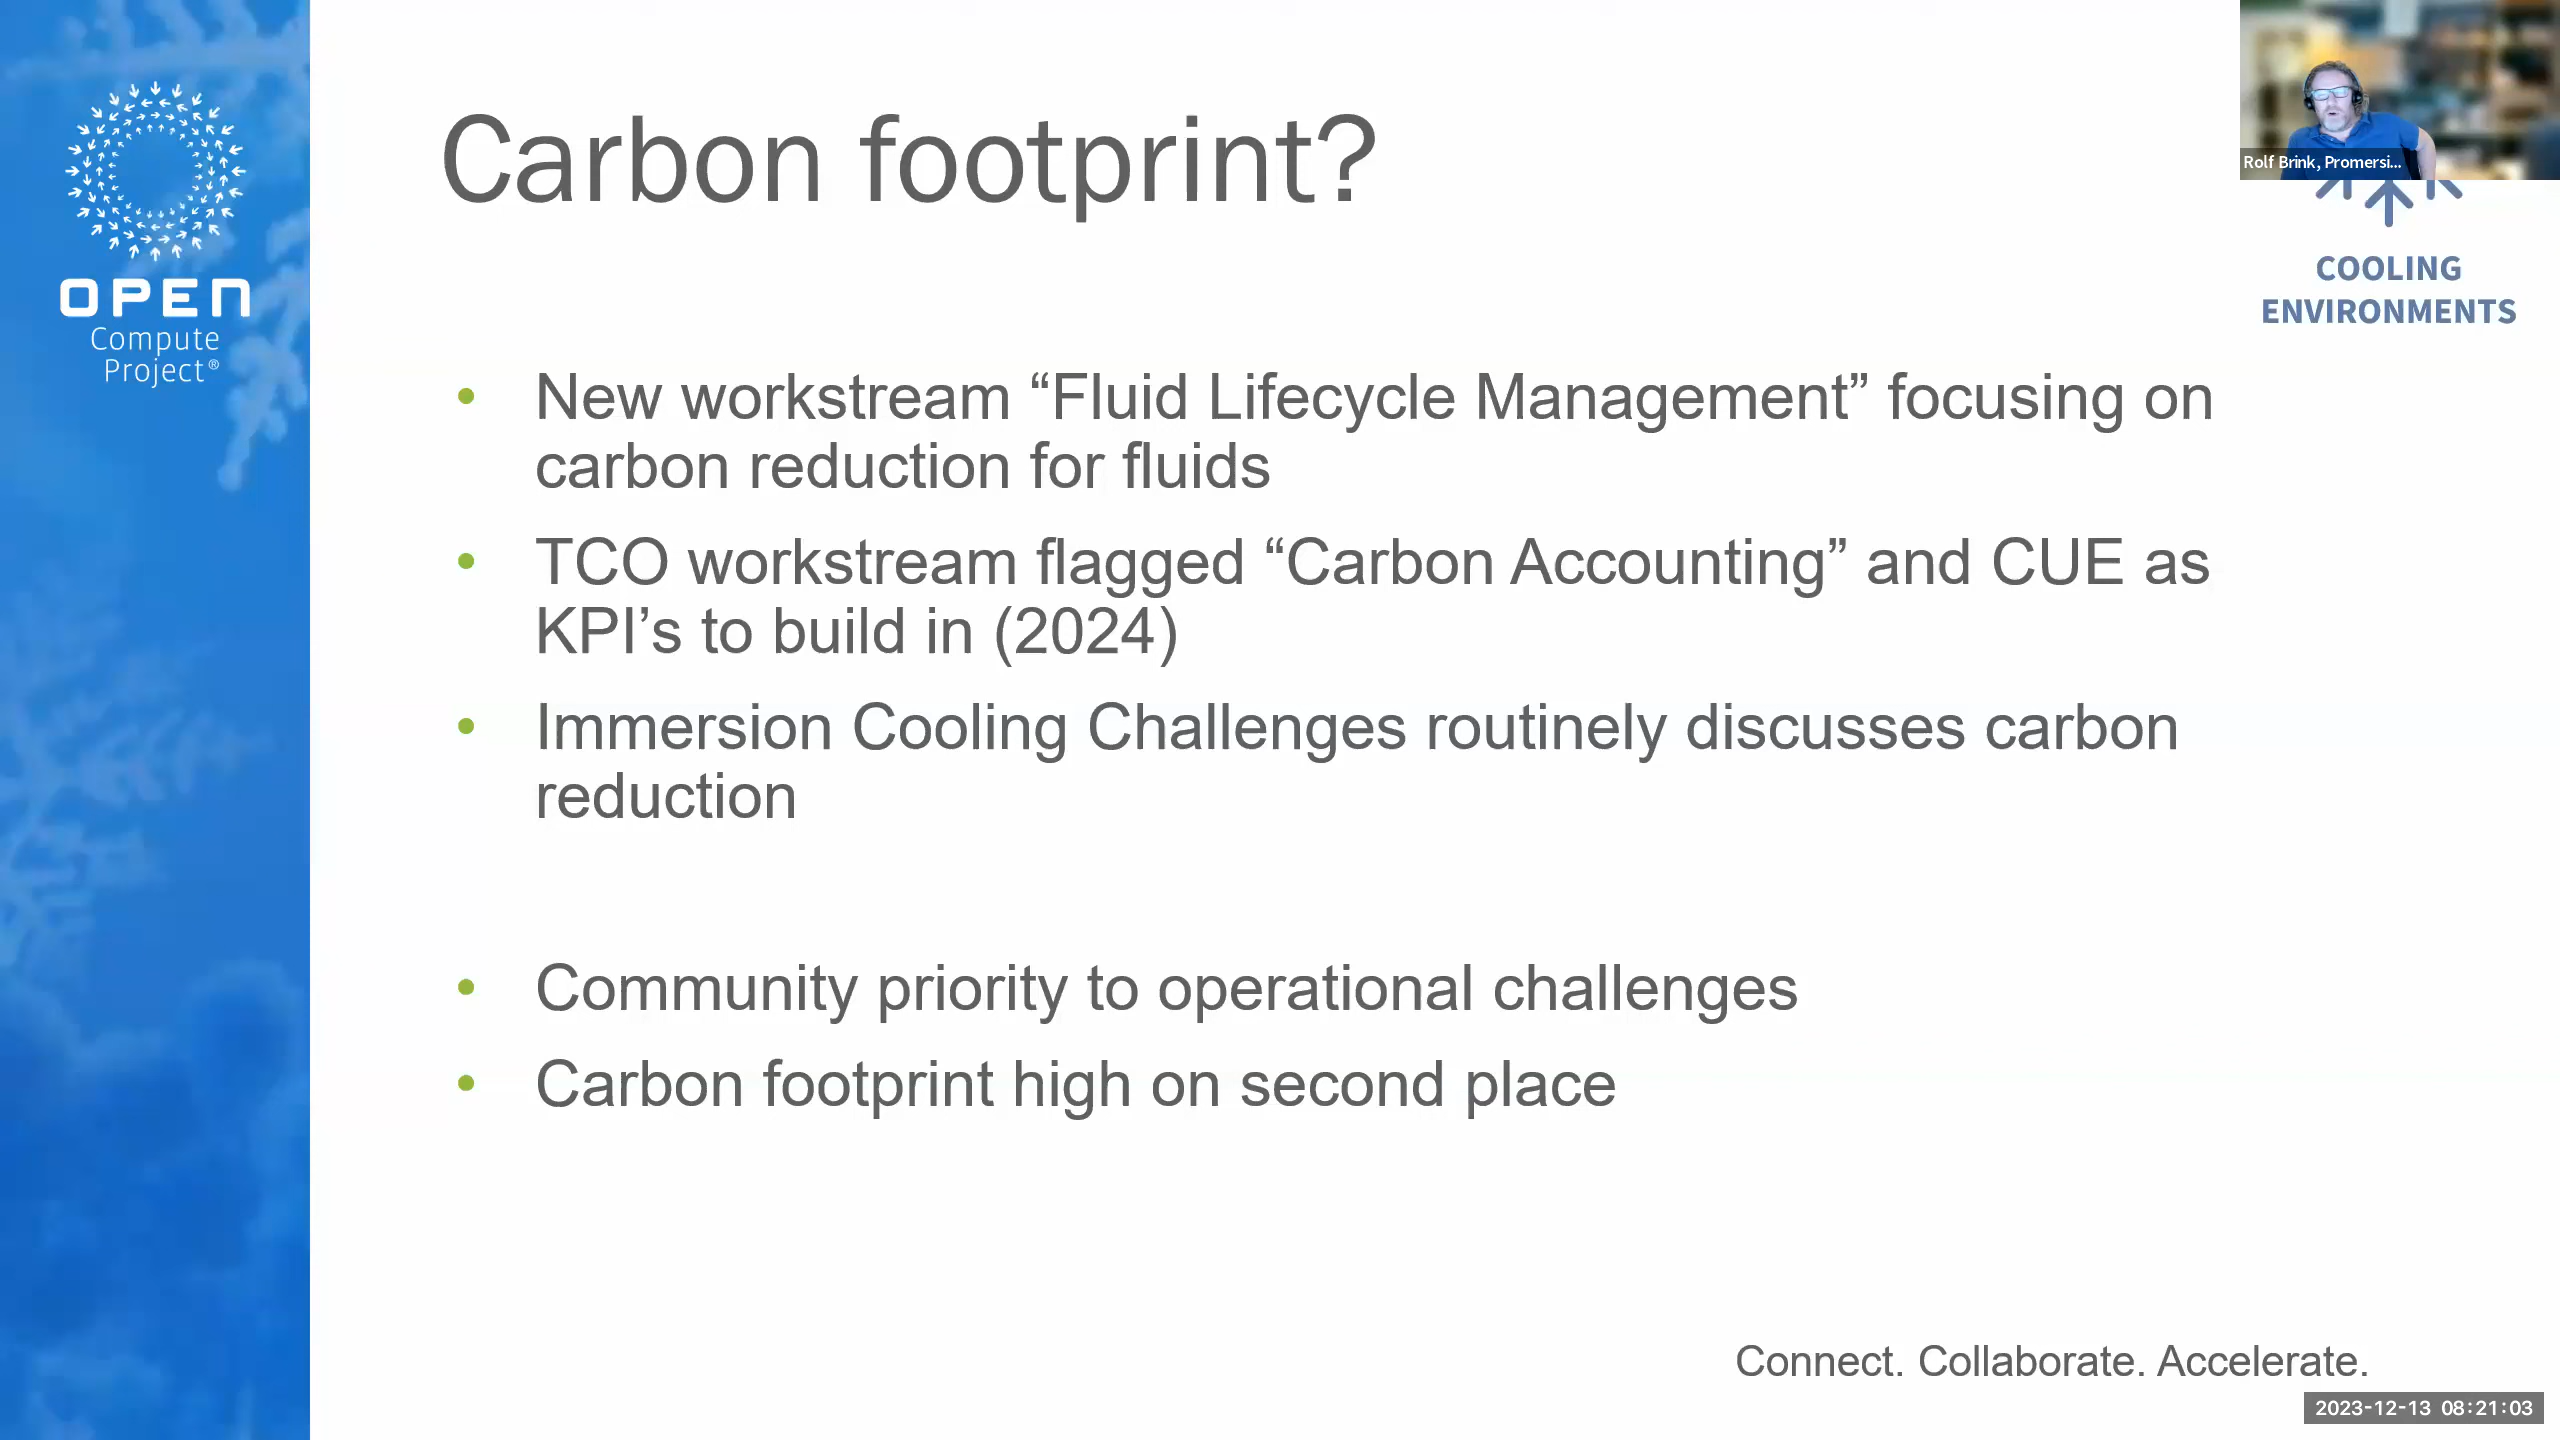 OPEN
Compute
Project®
Carbon footprint?
Rolf Brink, Promersi...
COOLING
ENVIRONMENTS
• New workstream “Fluid Lifecycle Management” focusing on
carbon reduction for fluids
• TCO workstream flagged “Carbon Accounting” and CUE as
KPI’s to build in (2024)
• Immersion Cooling Challenges routinely discusses carbon
reduction
• Community priority to operational challenges
• Carbon footprint high on second place
Connect. Collaborate. Accelerate.
2023-12-13 08:21:03